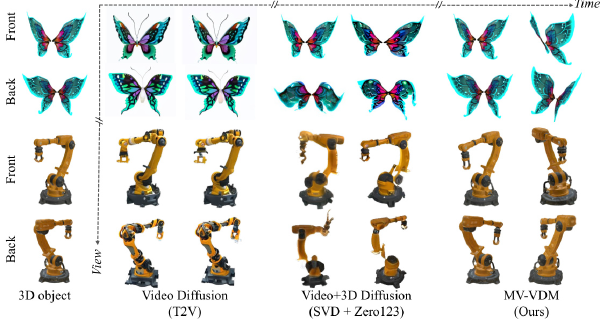 Time
Front
Back
Front
Back
View
3D object
Video Diffusion
(T2V)
Video+3D Diffusion
(SVD + Zero123)
MV-VDM
(Ours)